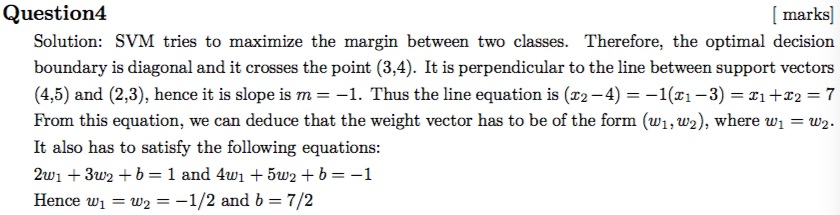 Question4 [ marks]
Solution: SVM tries to maximize the margin between two classes. Therefore, the optimal decision
boundary is diagonal and it crosses the point (3,4). It is perpendicular to the line between support vectors
(4,5) and (2,3), hence it is slope is m = −1. Thus the line equation is (x₂ − 4) = −1(x₁ − 3) = x₁ + x₂ = 7
From this equation, we can deduce that the weight vector has to be of the form (w₁, w₂), where w₁ = w₂.
It also has to satisfy the following equations:
2w₁ + 3w₂ + b = 1 and 4w₁ + 5w₂ + b = −1
Hence w₁ = w₂ = −1/2 and b = 7/2